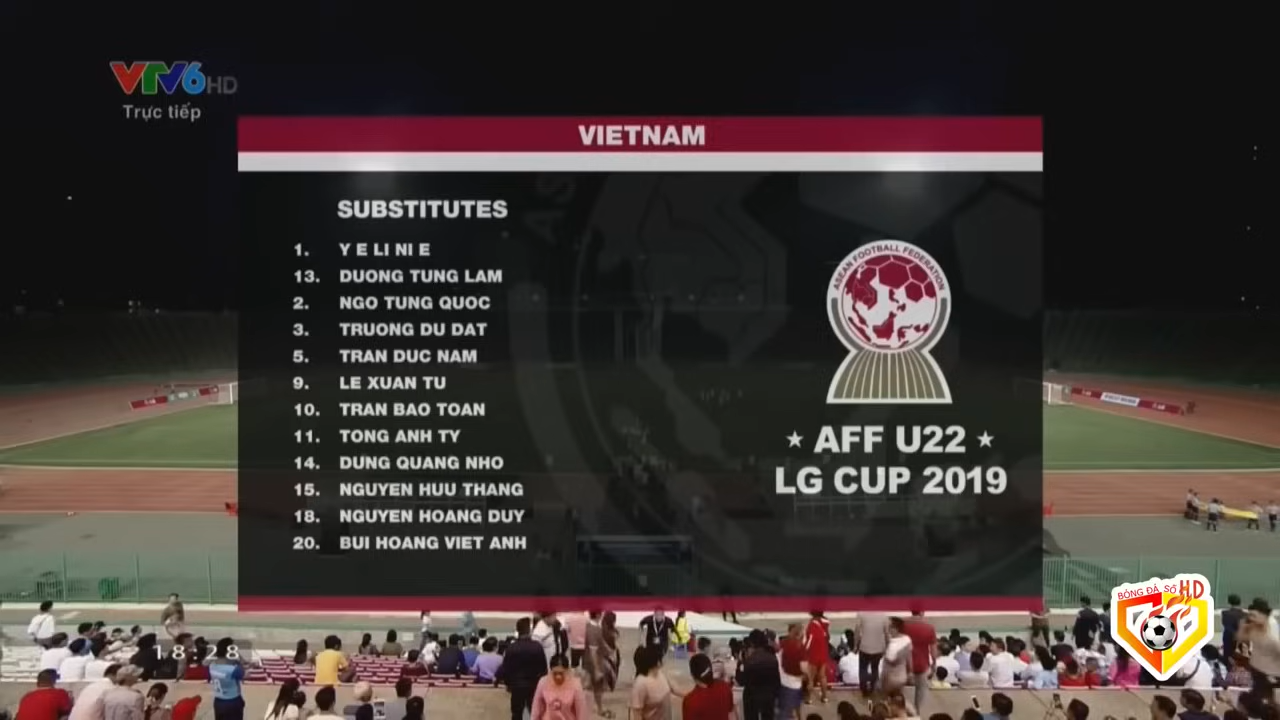 VTV6 HD
Trực tiếp
VIETNAM
SUBSTITUTES
1. Y E LI NI E
13. DUONG TUNG LAM
2. NGO TUNG QUOC
3. TRUONG DU DAT
5. TRAN DUC NAM
9. LE XUAN TU
10. TRAN BAO TOAN
11. TONG ANH TY
14. DUNG QUANG NHO
15. NGUYEN HUU THANG
18. NGUYEN HOANG DUY
20. BUI HOANG VIET ANH
ASEAN FOOTBALL FEDERATION
★ AFF U22 ★
LG CUP 2019
BÓNG ĐÁ SỐ HD
18:28